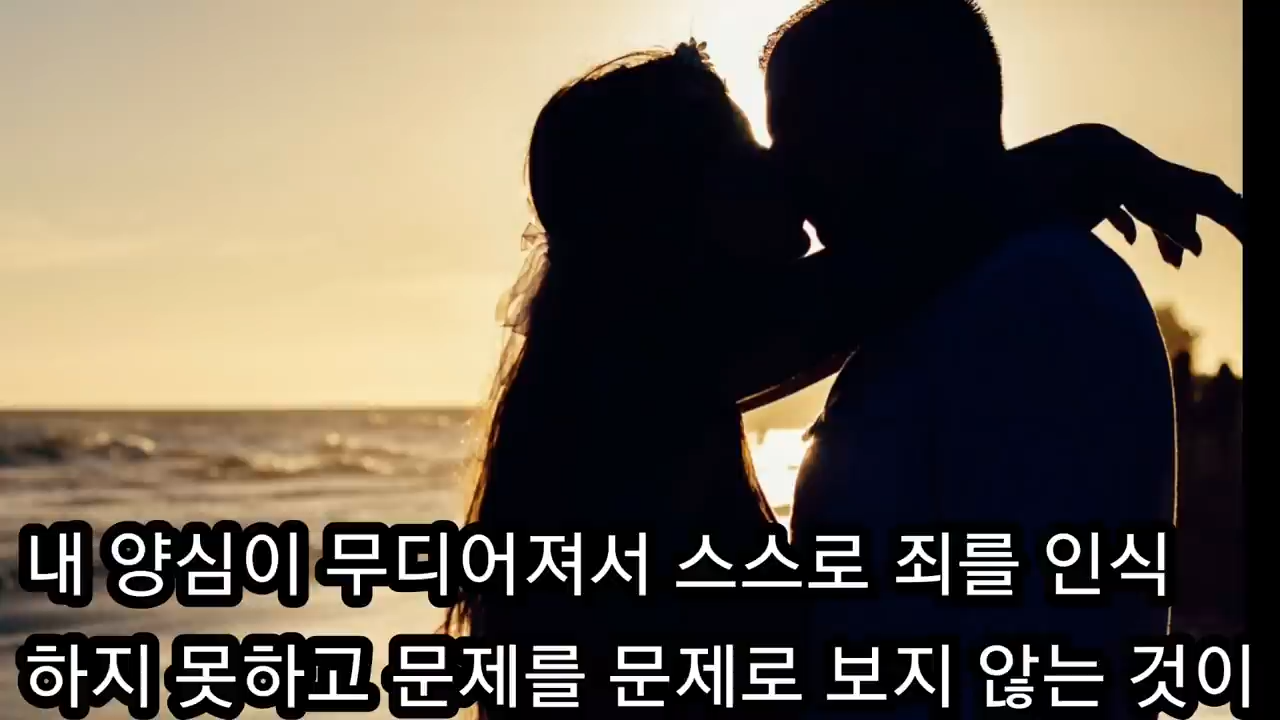 내 양심이 무디어져서 스스로 죄를 인식
하지 못하고 문제를 문제로 보지 않는 것이